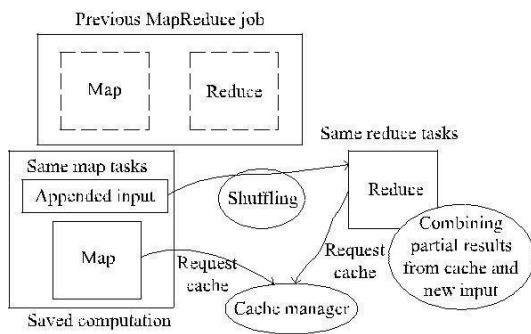 Previous MapReduce job
Map
Reduce
Same reduce tasks
Same map tasks
Appended input
Shuffling
Reduce
Map
Request
cache
Request
cache
Combining
partial results
from cache and
new input
Cache manager
Saved computation